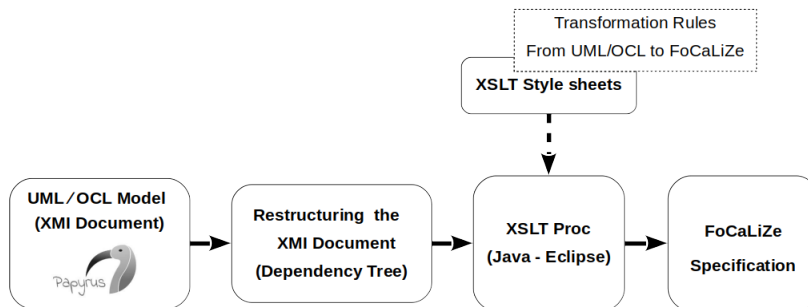 Transformation Rules
From UML/OCL to FoCaLiZe
XSLT Style sheets
UML/OCL Model
(XMI Document)
Papyrus
Restructuring the
XMI Document
(Dependency Tree)
XSLT Proc
(Java - Eclipse)
FoCaLiZe
Specification